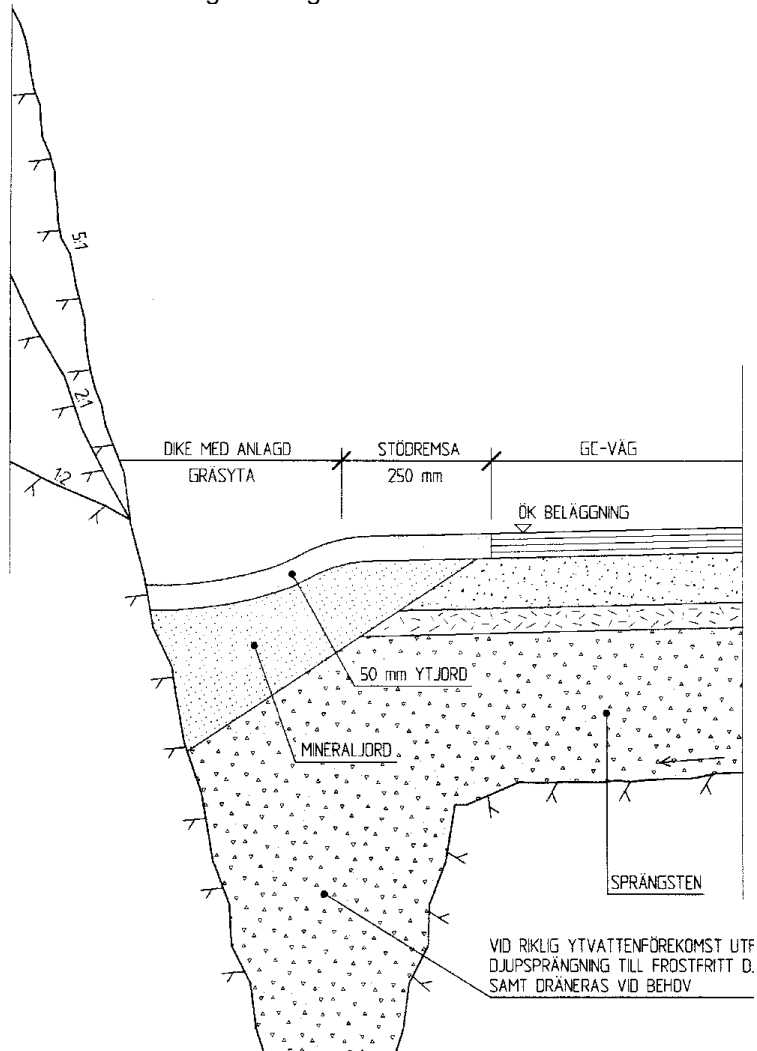 5:1
2:1
1:2
DIKE MED ANLAGD
GRÄSYTA
STÖDREMSA
250 mm
GC-VÄG
ÖK BELÄGGNING
50 mm YTJORD
MINERALJORD
SPRÄNGSTEN
VID RIKLIG YTVATTENFÖREKOMST UTF
DJUPSPRÄNGNING TILL FROSTFRITT D.
SAMT DRÄNERAS VID BEHOV